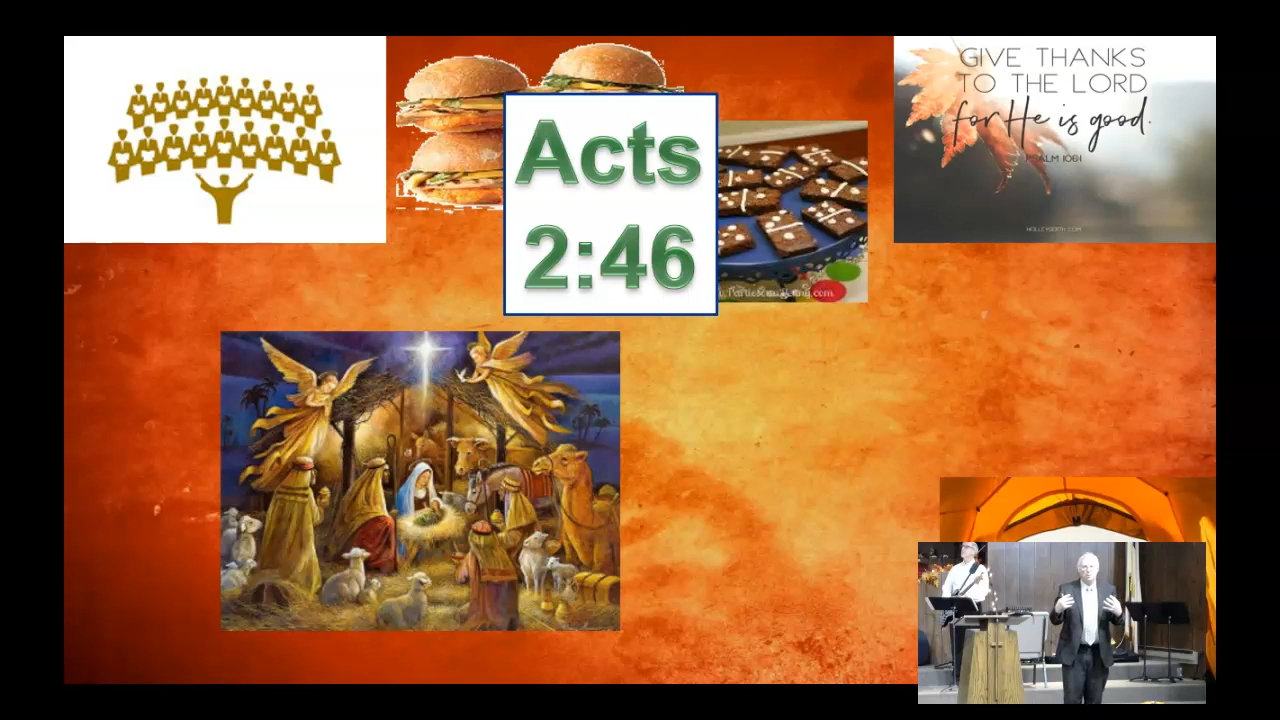 GIVE THANKS
TO THE LORD
for He is good.
PSALM 106:1
Acts
2:46